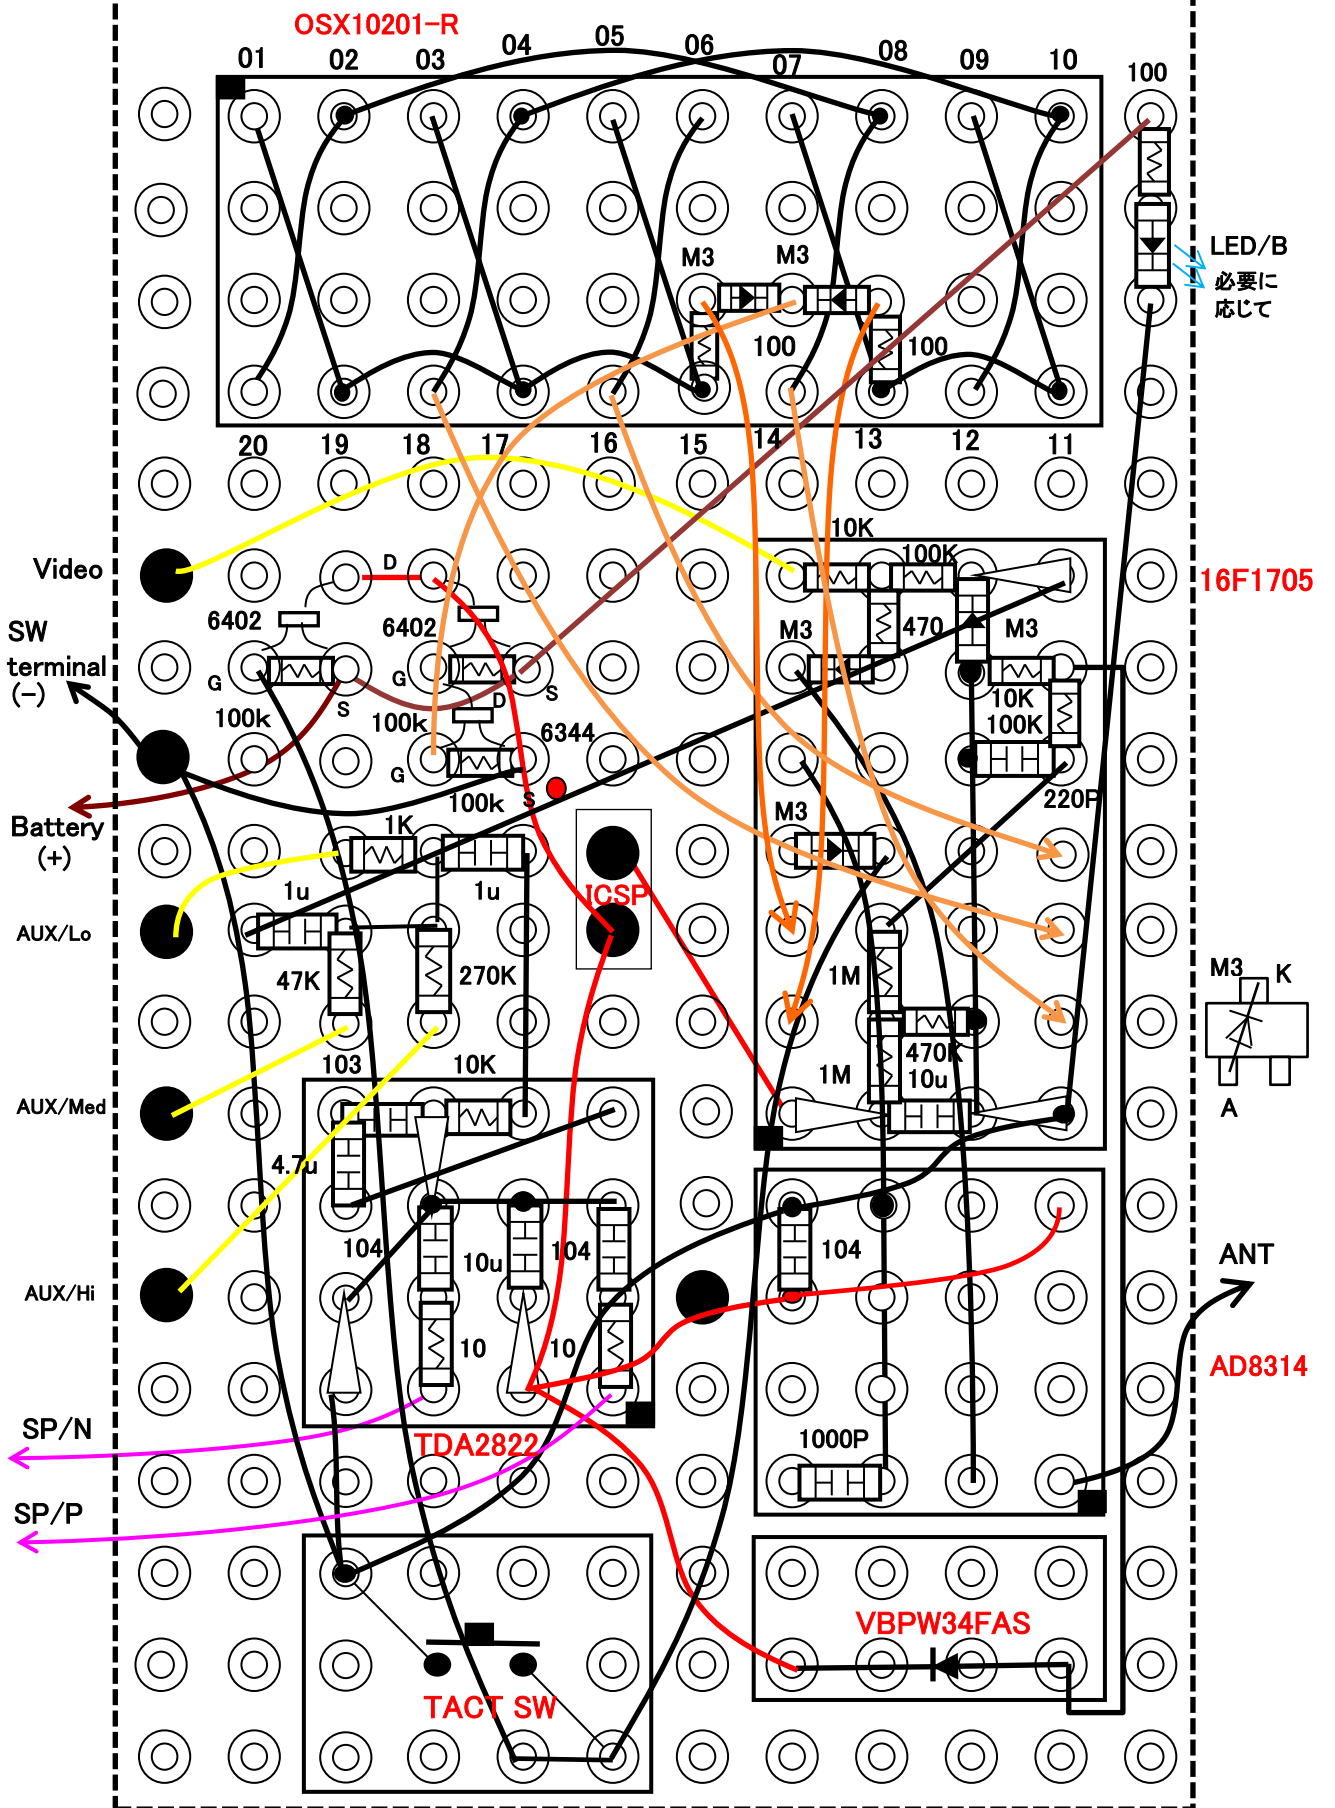 OSX10201-R
01 02 03 04 05 06 07 08 09 10
100
LED/B
必要に
応じて
M3 M3
100 100
20 19 18 17 16 15 14 13 12 11
Video
D
10K
100K
16F1705
SW
terminal
(-)
6402
6402
M3
470
M3
G
S
G
D
S
100k
100k
6344
10K
100K
G
100k
S
220P
Battery
(+)
1K
M3
1u
1u
ICSP
AUX/Lo
47K
270K
1M
M3 K
A
470K
103
10K
1M
10u
AUX/Med
4.7u
104
10u
104
104
ANT
AUX/Hi
10
10
AD8314
SP/N
TDA2822
1000P
SP/P
VBPW34FAS
TACT SW